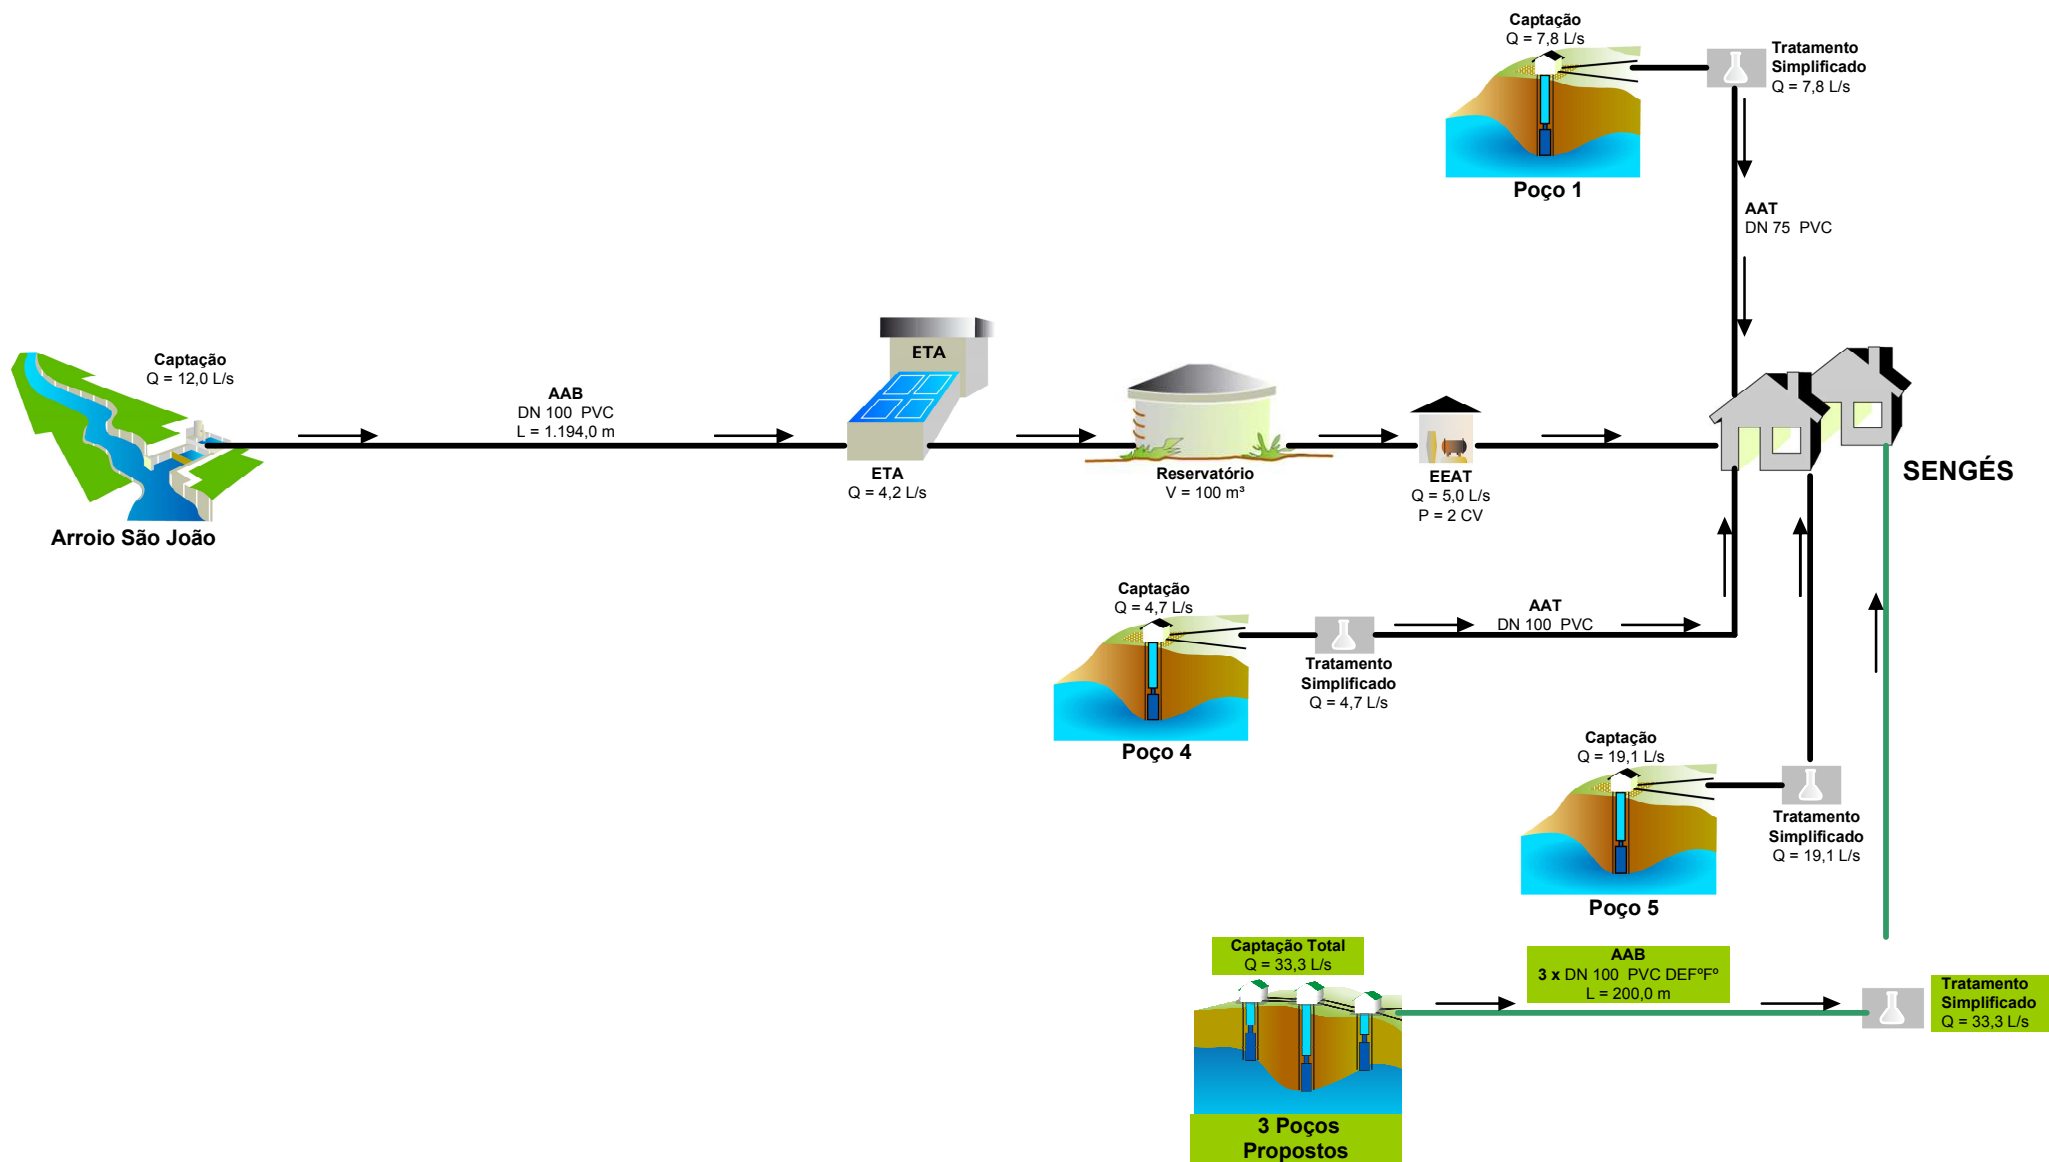 Captação
Q = 7,8 L/s
Tratamento
Simplificado
Q = 7,8 L/s
Poço 1
AAT
DN 75 PVC
Captação
Q = 12,0 L/s
AAB
DN 100 PVC
L = 1.194,0 m
ETA
ETA
Q = 4,2 L/s
Reservatório
V = 100 m³
EEAT
Q = 5,0 L/s
P = 2 CV
SENGÉS
Arroio São João
Captação
Q = 4,7 L/s
AAT
DN 100 PVC
Tratamento
Simplificado
Q = 4,7 L/s
Poço 4
Captação
Q = 19,1 L/s
Tratamento
Simplificado
Q = 19,1 L/s
Poço 5
Captação Total
Q = 33,3 L/s
AAB
3 x DN 100 PVC DEFºFº
L = 200,0 m
Tratamento
Simplificado
Q = 33,3 L/s
3 Poços
Propostos